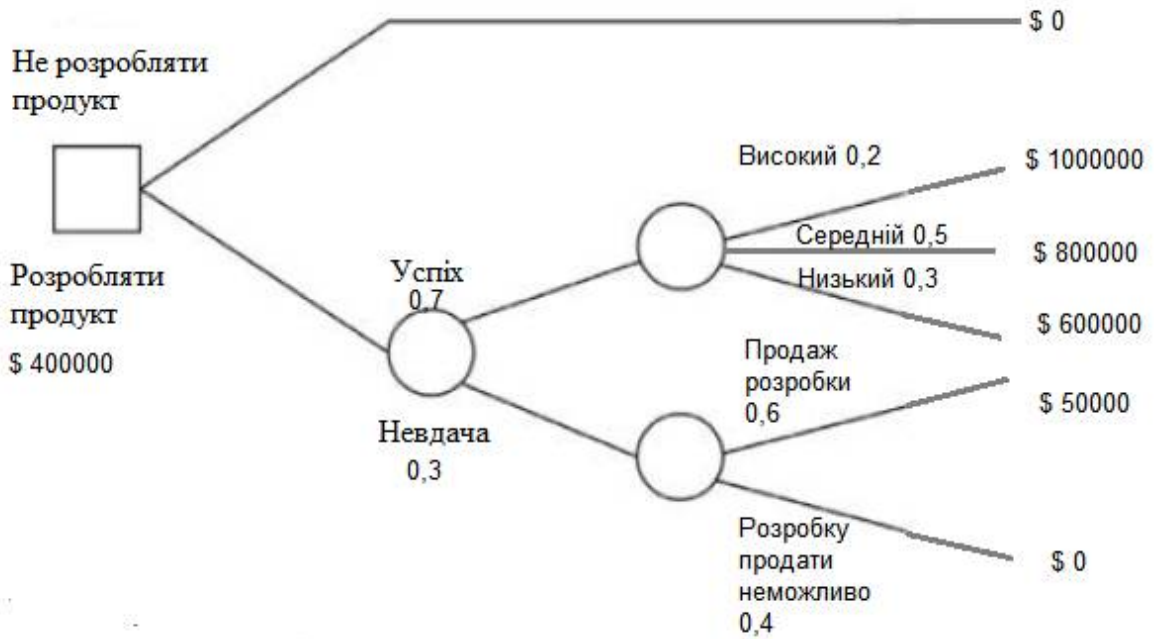 $ 0
Не розробляти
продукт
Високий 0,2
$ 1000000
Середній 0,5
$ 800000
Розробляти
продукт
$ 400000
Успіх
0,7
Низький 0,3
$ 600000
Продаж
розробки
0,6
$ 50000
Невдача
0,3
Розробку
продати
неможливо
0,4
$ 0